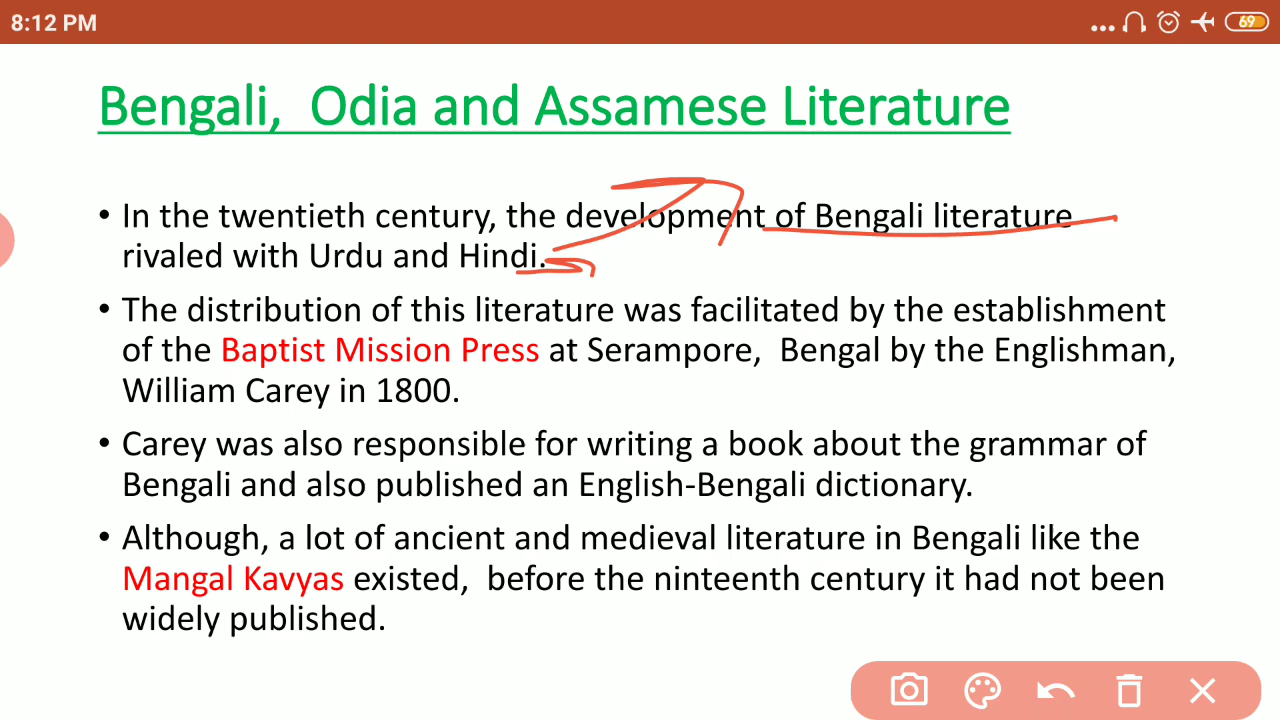 8:12 PM
69
Bengali, Odia and Assamese Literature
• In the twentieth century, the development of Bengali literature
rivaled with Urdu and Hindi.
• The distribution of this literature was facilitated by the establishment
of the Baptist Mission Press at Serampore, Bengal by the Englishman,
William Carey in 1800.
• Carey was also responsible for writing a book about the grammar of
Bengali and also published an English-Bengali dictionary.
• Although, a lot of ancient and medieval literature in Bengali like the
Mangal Kavyas existed, before the ninteenth century it had not been
widely published.